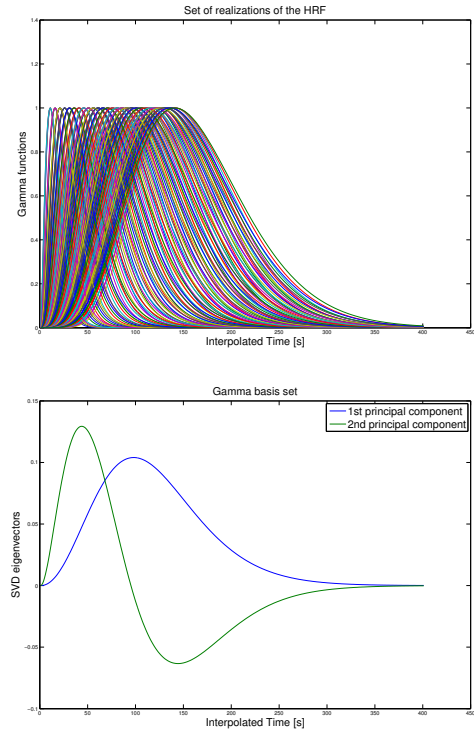 Set of realizations of the HRF
Gamma functions
1.4
1.2
1
0.8
0.6
0.4
0.2
0
0 50 100 150 200 250 300 350 400 450
Interpolated Time [s]
Gamma basis set
1st principal component
2nd principal component
SVD eigenvectors
0.15
0.1
0.05
0
−0.05
−0.1
0 50 100 150 200 250 300 350 400 450
Interpolated Time [s]